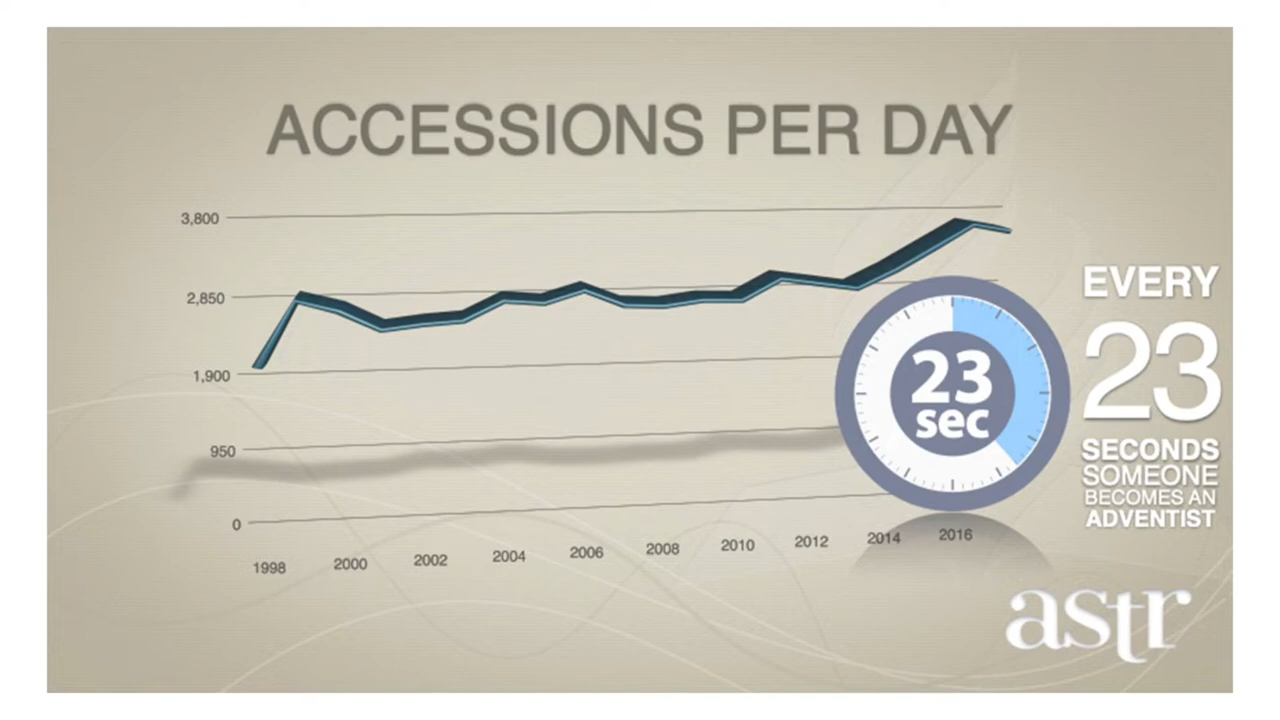 ACCESSIONS PER DAY
3,800
2,850
1,900
950
0
1998 2000 2002 2004 2006 2008 2010 2012 2014 2016
23
sec
EVERY
23
SECONDS
SOMEONE
BECOMES AN
ADVENTIST
astr